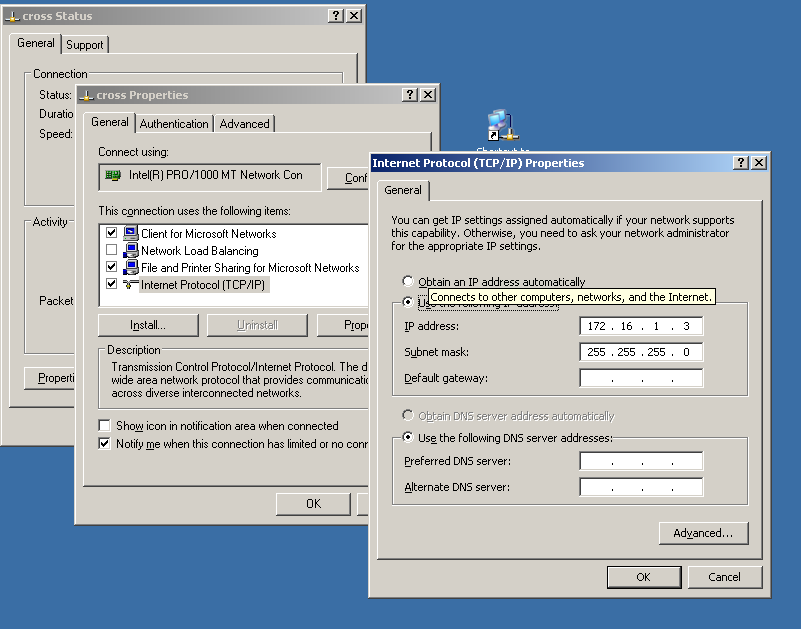 cross Status
General
Support
Connection
Status:
Duratio
Speed:
Activity
Packet
Properti
cross Properties
General
Authentication
Advanced
Connect using:
Intel(R) PRO/1000 MT Network Con
Conf
This connection uses the following items:
Client for Microsoft Networks
Network Load Balancing
File and Printer Sharing for Microsoft Networks
Internet Protocol (TCP/IP)
Install...
Uninstall
Prope
Description
Transmission Control Protocol/Internet Protocol. The d
wide area network protocol that provides communicatio
across diverse interconnected networks.
Show icon in notification area when connected
Notify me when this connection has limited or no conn
OK
Internet Protocol (TCP/IP) Properties
General
You can get IP settings assigned automatically if your network supports
this capability. Otherwise, you need to ask your network administrator
for the appropriate IP settings.
Obtain an IP address automatically
Connects to other computers, networks, and the Internet.
IP address:
172 . 16 . 1 . 3
Subnet mask:
255 . 255 . 255 . 0
Default gateway:
. . .
Obtain DNS server address automatically
Use the following DNS server addresses:
Preferred DNS server:
. . .
Alternate DNS server:
. . .
Advanced...
OK
Cancel